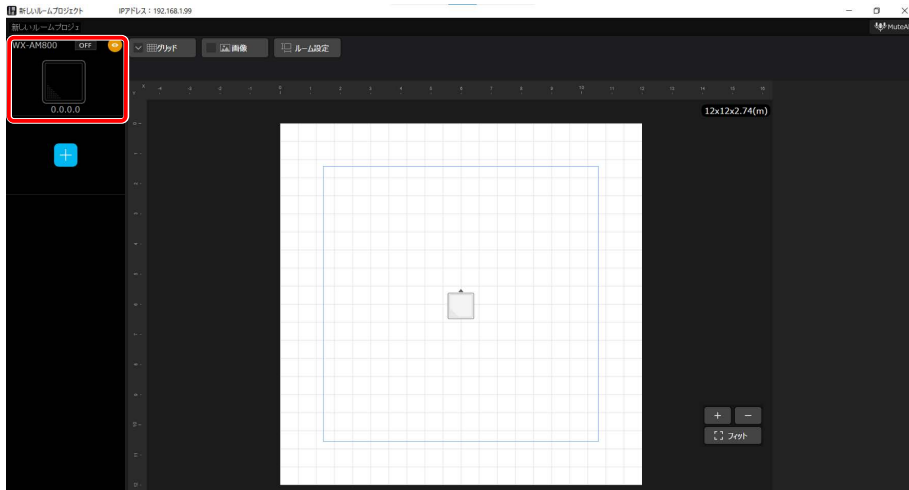 新しいルームプロジェクト IPアドレス：192.168.1.99
新しいルームプロジェ MuteAl
WX-AM800 OFF グリッド 画像 ルーム設定
0.0.0.0
12x12x2.74(m)
フィット